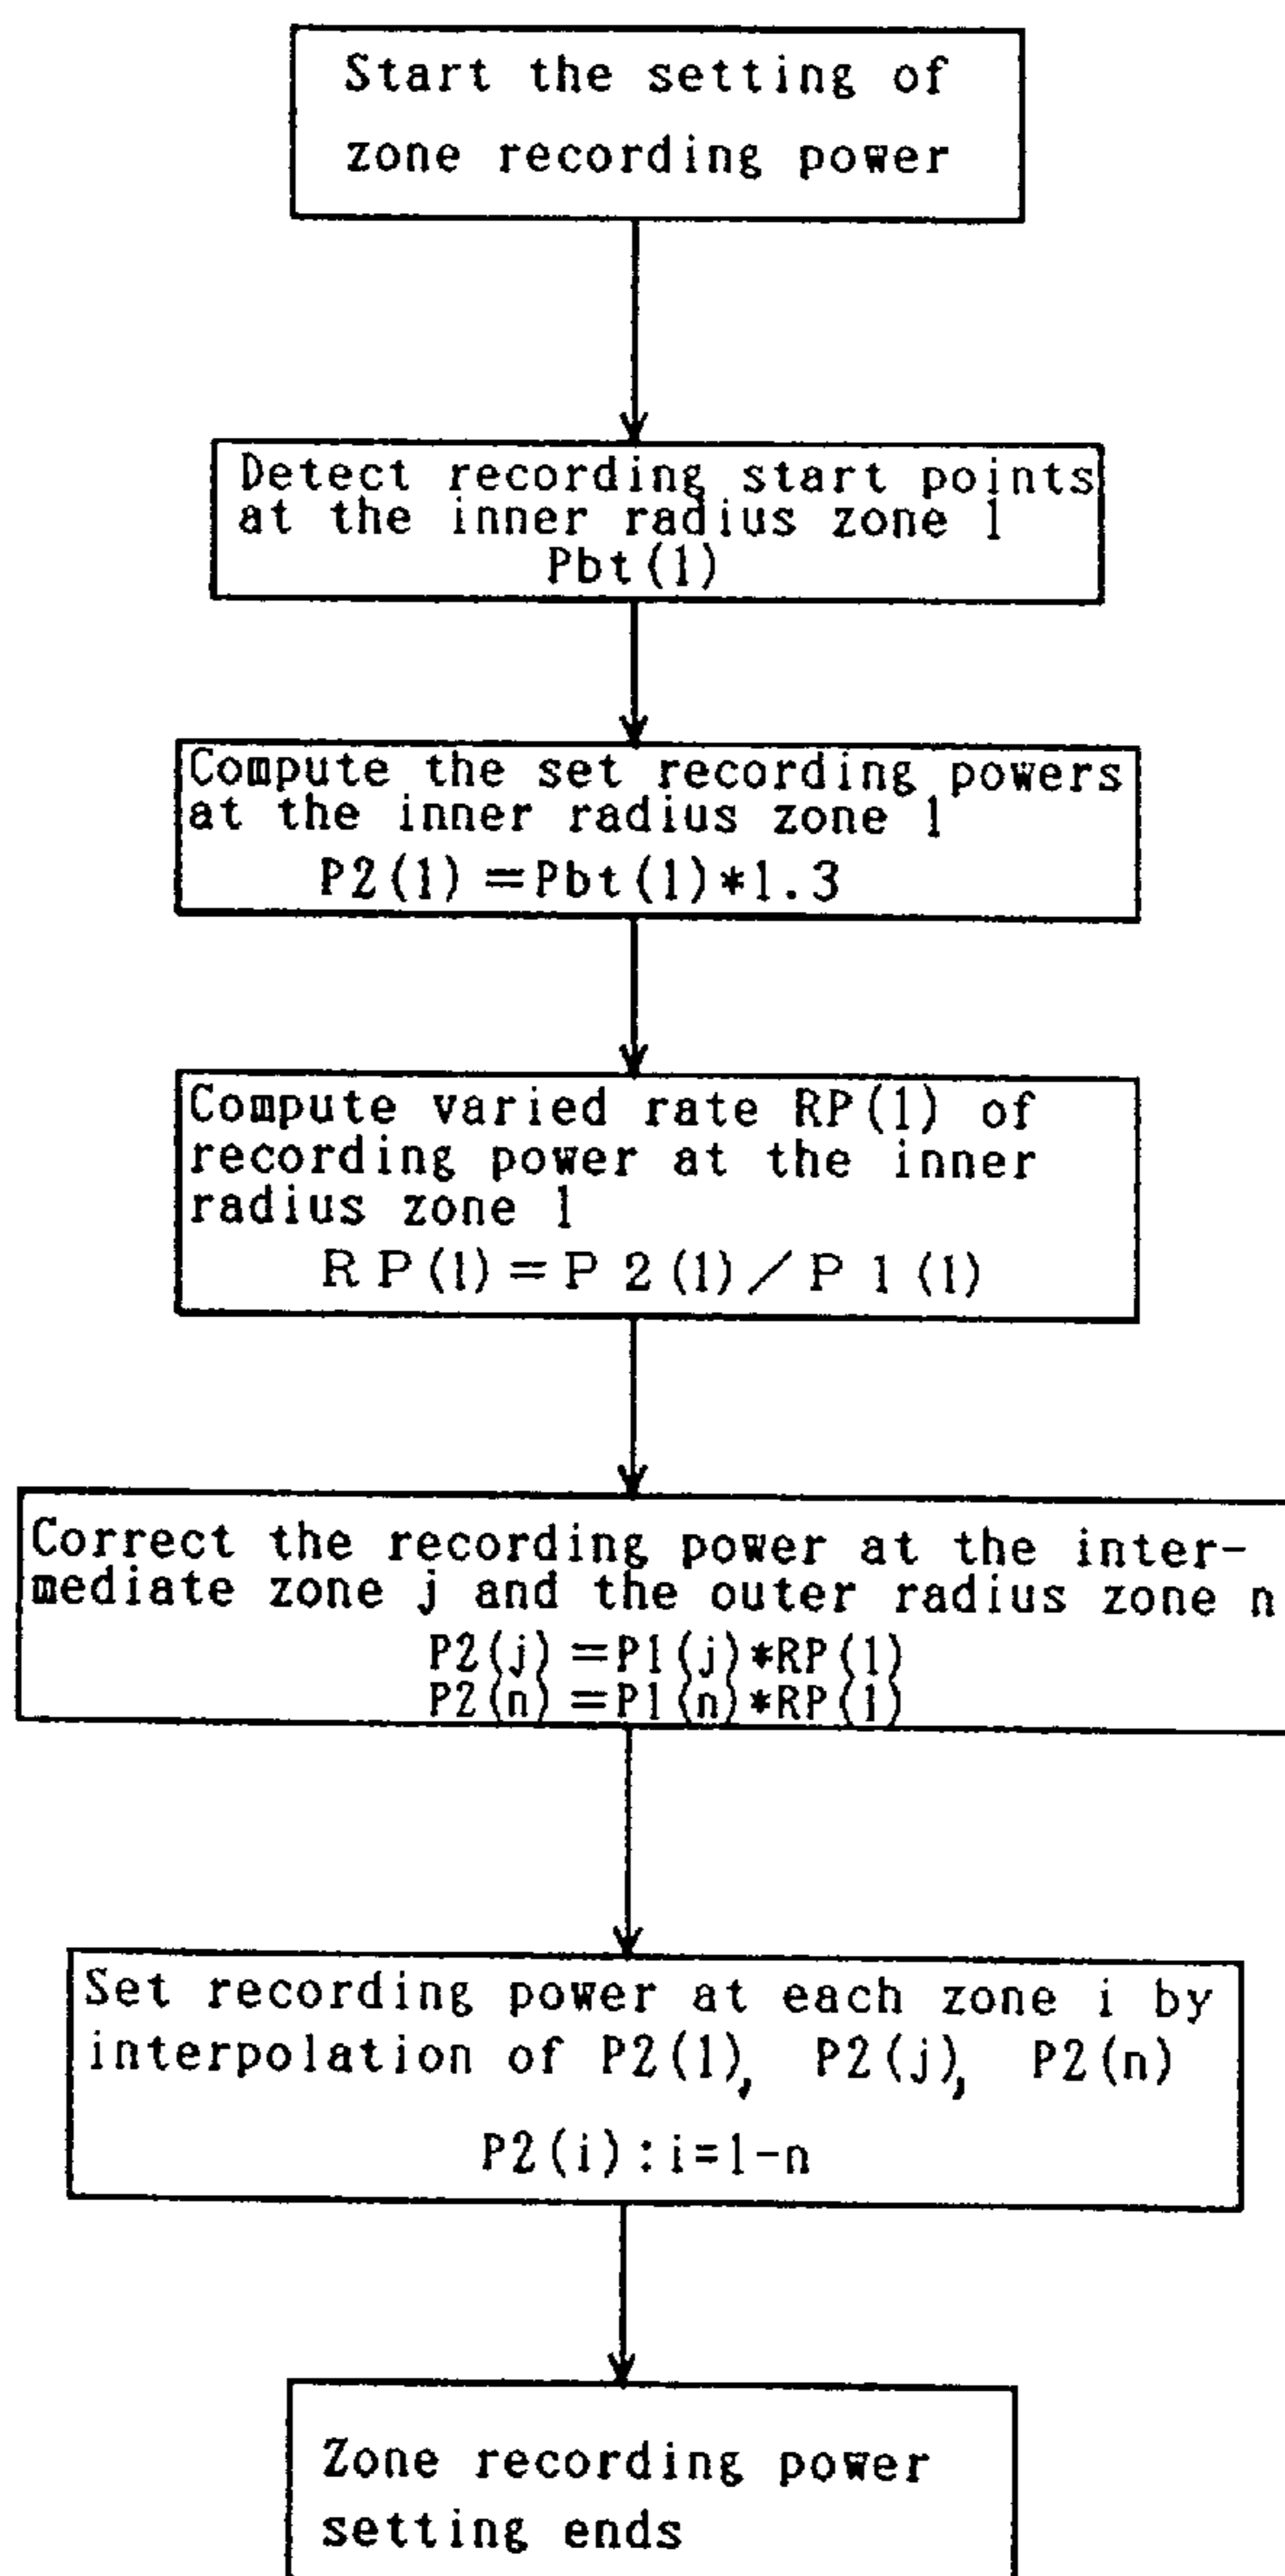 Start the setting of
zone recording power
Detect recording start points
at the inner radius zone 1
Pbt(1)
Compute the set recording powers
at the inner radius zone 1
P2(1)=Pbt(1)*1.3
Compute varied rate RP(1) of
recording power at the inner
radius zone 1
RP(1)=P2(1)/P1(1)
Correct the recording power at the inter-
mediate zone j and the outer radius zone n
P2(j)=P1(j)*RP(1)
P2(n)=P1(n)*RP(1)
Set recording power at each zone i by
interpolation of P2(1), P2(j), P2(n)
P2(i):i=1-n
Zone recording power
setting ends